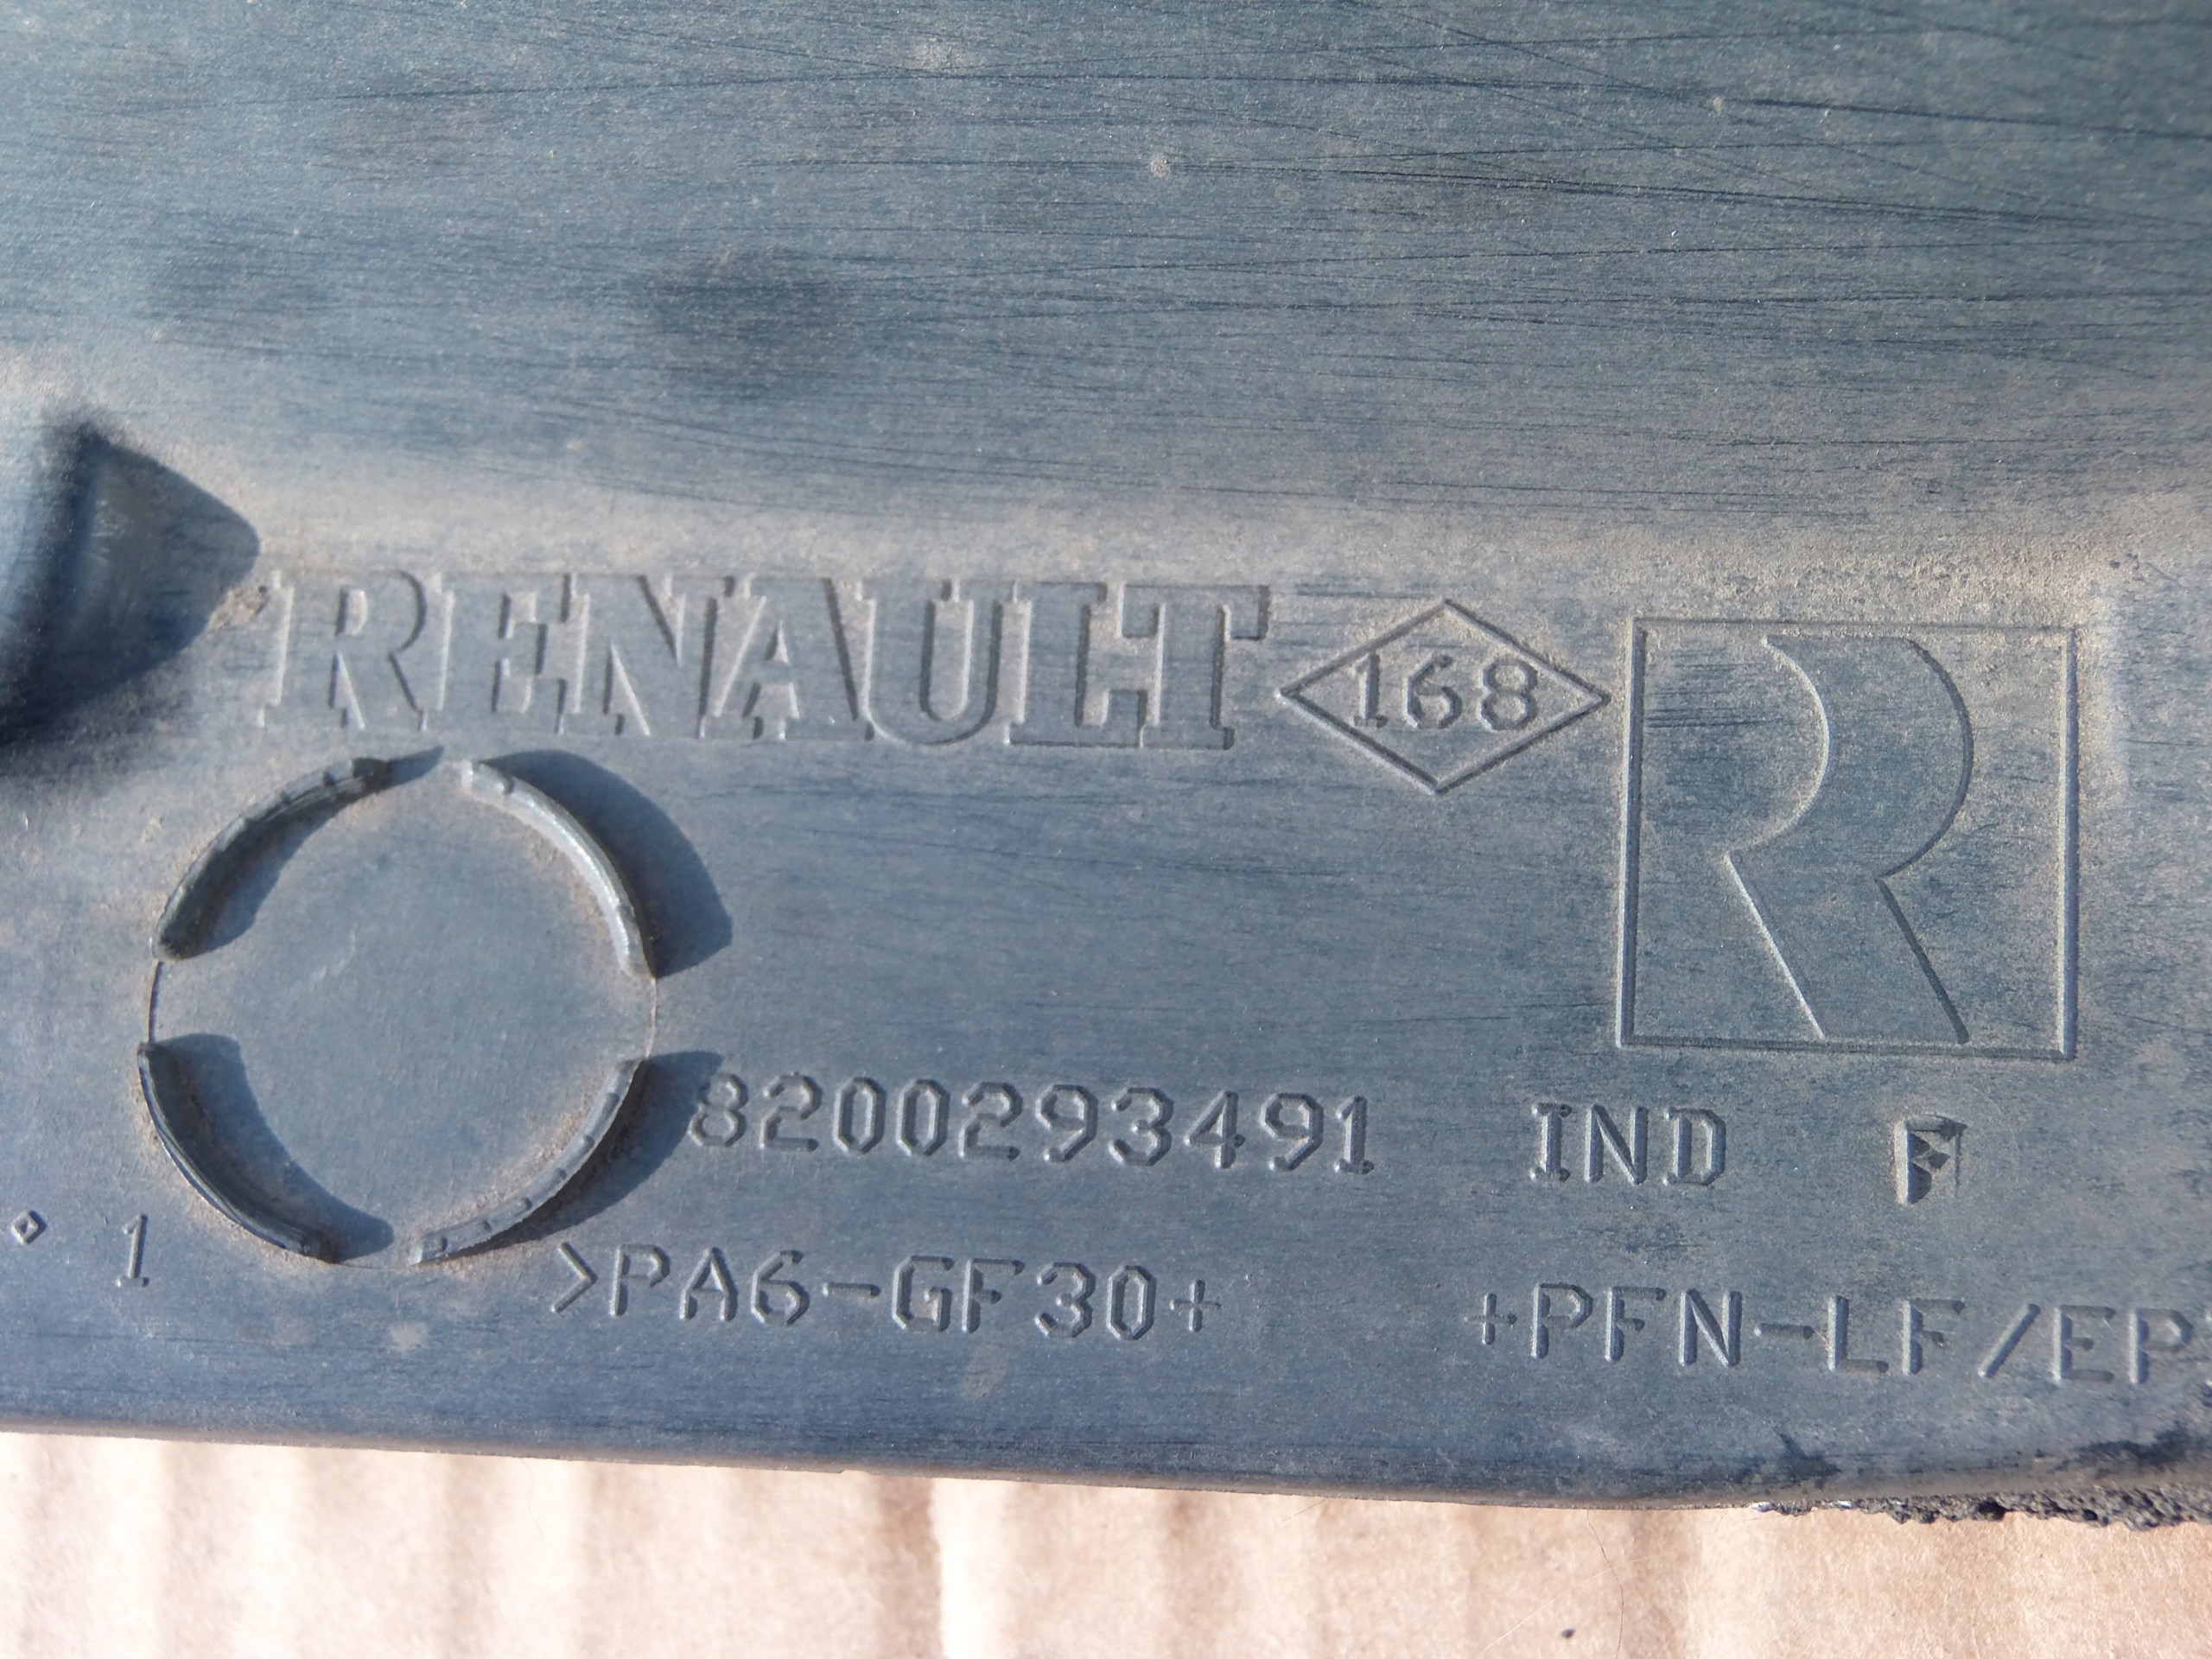 RENAULT 168 R
8200293491 IND F
1 >PA6-GF30+ +PFN-LF/EP